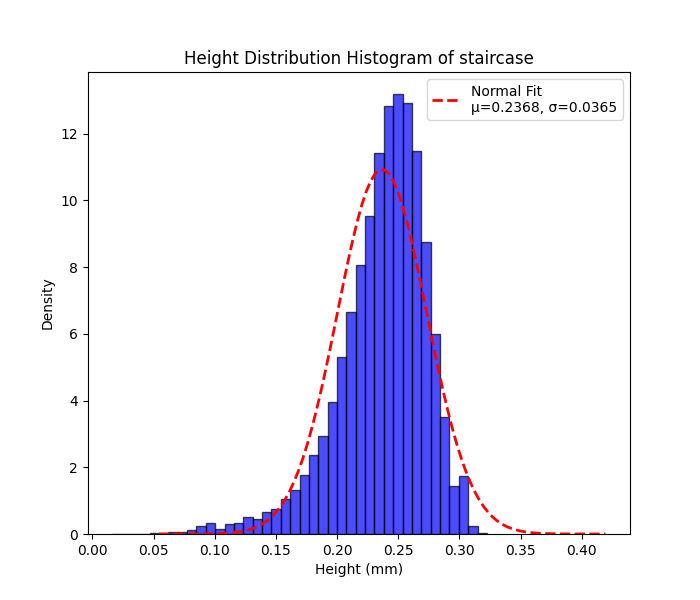 Height Distribution Histogram of staircase
Normal Fit
μ=0.2368, σ=0.0365
Density
12
10
8
6
4
2
0
0.00 0.05 0.10 0.15 0.20 0.25 0.30 0.35 0.40
Height (mm)